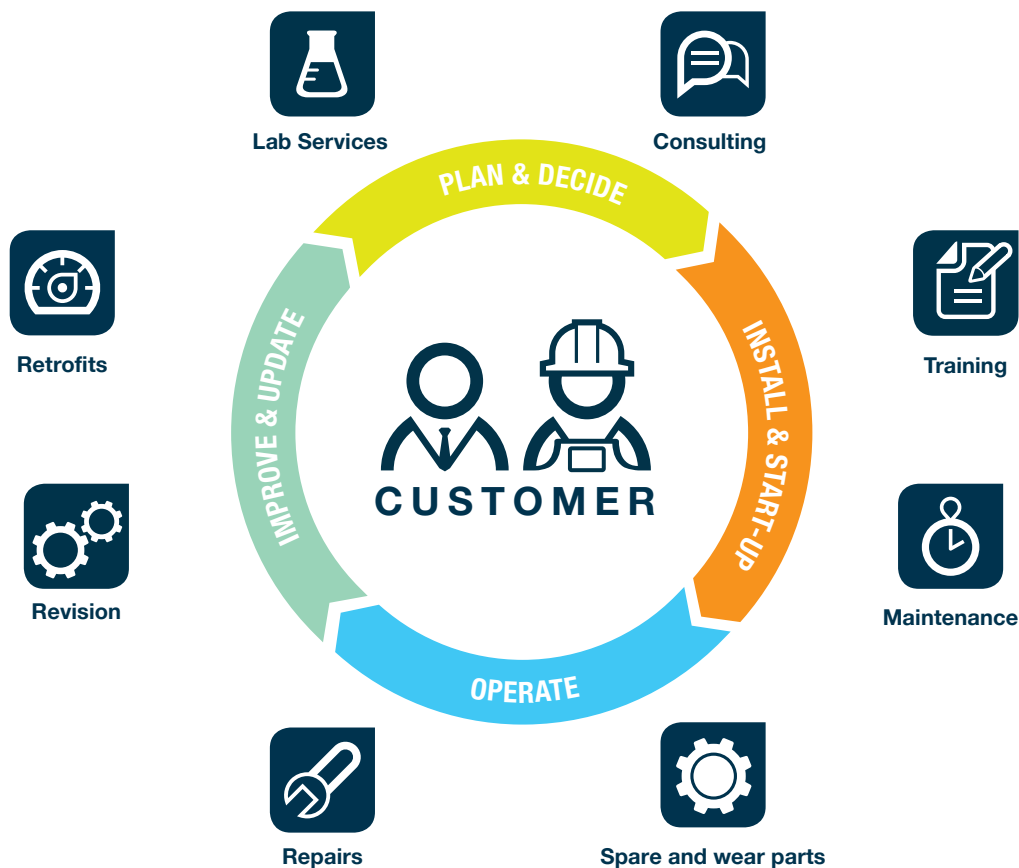 Lab Services
Consulting
PLAN & DECIDE
Retrofits
Training
IMPROVE & UPDATE
INSTALL & START-UP
CUSTOMER
Revision
Maintenance
OPERATE
Repairs
Spare and wear parts